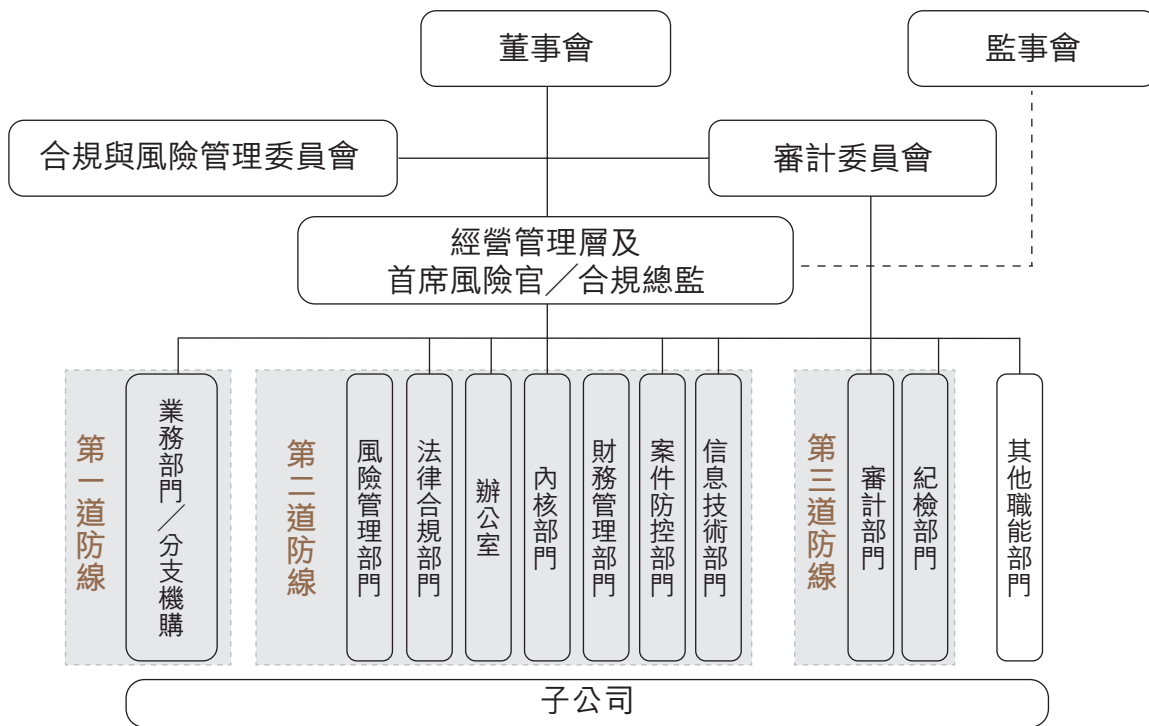 董事會
監事會
合規與風險管理委員會
審計委員會
經營管理層及
首席風險官／合規總監
第一道防線
業務部門／分支機購
第二道防線
風險管理部門
法律合規部門
辦公室
內核部門
財務管理部門
案件防控部門
信息技術部門
第三道防線
審計部門
紀檢部門
其他職能部門
子公司